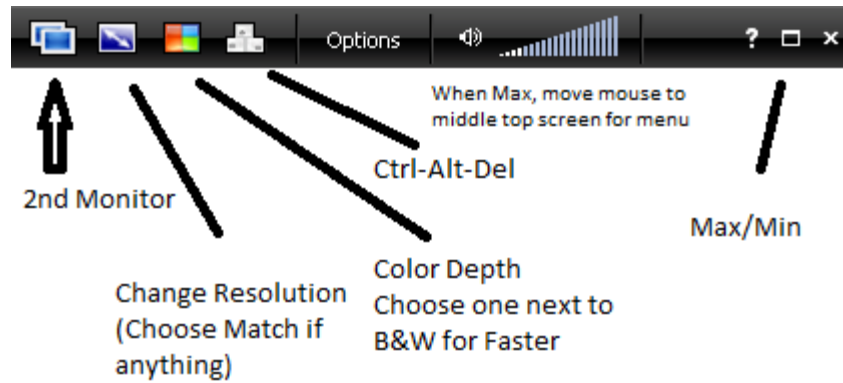 Options
?
When Max, move mouse to
middle top screen for menu
Ctrl-Alt-Del
2nd Monitor
Max/Min
Color Depth
Choose one next to
B&W for Faster
Change Resolution
(Choose Match if
anything)